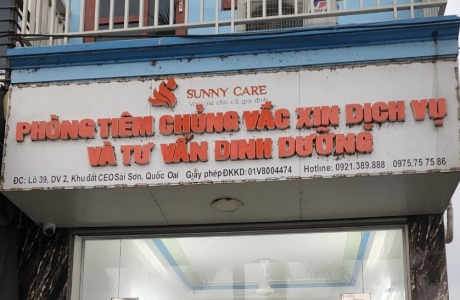 SUNNY CARE
Vaccine cho cả gia đình
PHÒNG TIÊM CHỦNG VẮC XIN DỊCH VỤ
VÀ TƯ VẤN DINH DƯỠNG
ĐC: Lô 39, DV 2, Khu đất CEO Sài Sơn, Quốc Oai Giấy phép ĐKKD: 01V8004474 Hotline: 0921.389.888 0975.75 75 86